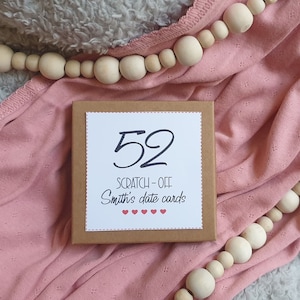 52
SCRATCH-OFF
Smith's date cards